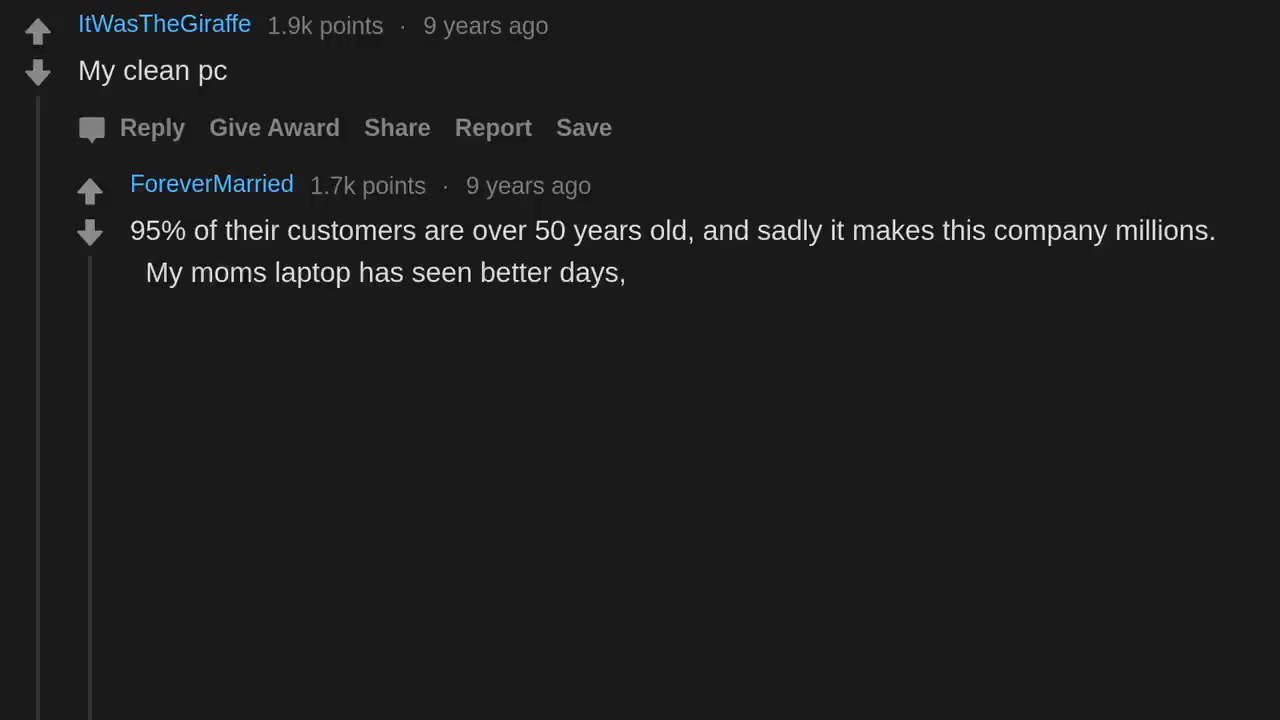 ItWasTheGiraffe 1.9k points · 9 years ago
My clean pc
Reply Give Award Share Report Save
ForeverMarried 1.7k points · 9 years ago
95% of their customers are over 50 years old, and sadly it makes this company millions.
My moms laptop has seen better days,